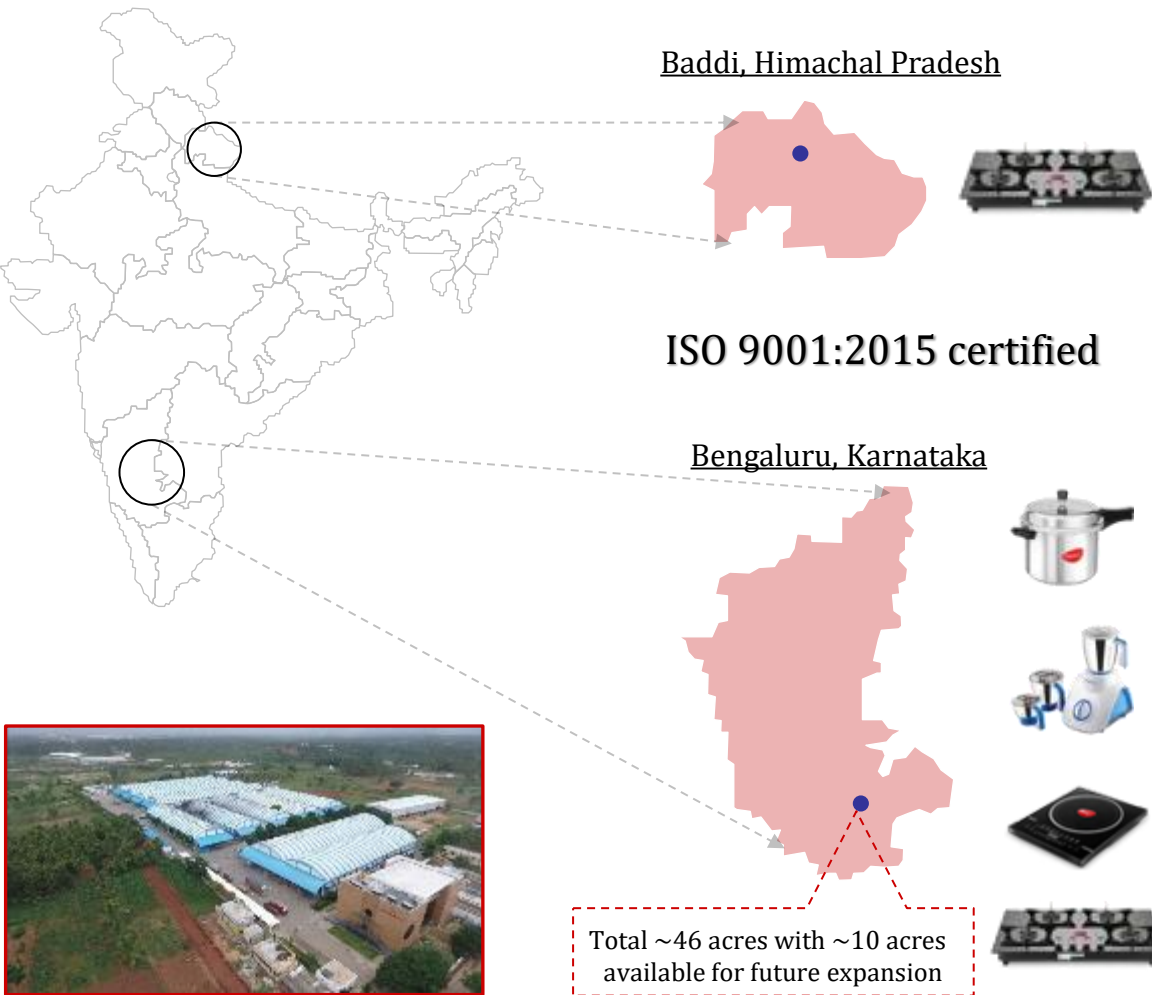 Baddi, Himachal Pradesh
ISO 9001:2015 certified
Bengaluru, Karnataka
Total ~46 acres with ~10 acres
available for future expansion